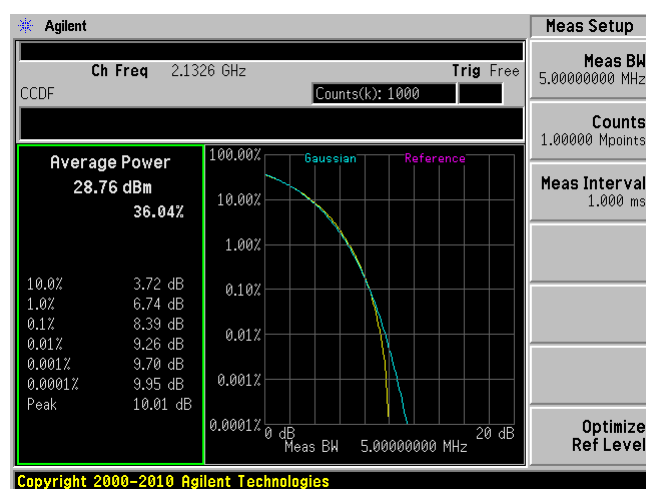 Agilent
Meas Setup
Ch Freq 2.1326 GHz
Trig Free
CCDF
Counts(k): 1000
Meas BW
5.00000000 MHz
Counts
1.00000 Mpoints
Meas Interval
1.000 ms
Optimize
Ref Level
Average Power
28.76 dBm
36.04%
10.0% 3.72 dB
1.0% 6.74 dB
0.1% 8.39 dB
0.01% 9.26 dB
0.001% 9.70 dB
0.0001% 9.95 dB
Peak 10.01 dB
Gaussian Reference
100.00%
10.00%
1.00%
0.10%
0.01%
0.001%
0.0001%
0 dB 20 dB
Meas BW 5.00000000 MHz
Copyright 2000-2010 Agilent Technologies